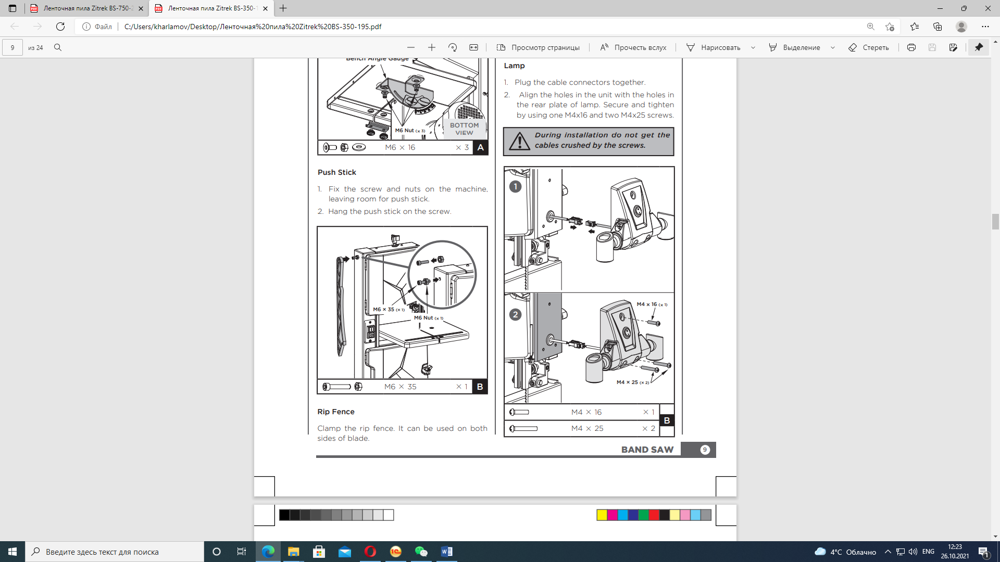 Ленточная пила Zitrek BS-750-2
Ленточная пила Zitrek BS-350-1
Файл
C:/Users/kharlamov/Desktop/Ленточная%20пила%20Zitrek%20BS-350-195.pdf
9
из 24
Просмотр страницы
Прочесть вслух
Нарисовать
Выделение
Стереть
Bench Angle Gauge
M6 Nut (x 3)
BOTTOM
VIEW
M6 × 16 × 3 A
Push Stick
1. Fix the screw and nuts on the machine,
leaving room for push stick.
2. Hang the push stick on the screw.
M6 × 35 (× 1)
M6 Nut (× 1)
M6 × 35 × 1 B
Rip Fence
Clamp the rip fence. It can be used on both
sides of blade.
Lamp
1. Plug the cable connectors together.
2. Align the holes in the unit with the holes in
the rear plate of lamp. Secure and tighten
by using one M4x16 and two M4x25 screws.
During installation do not get the
cables crushed by the screws.
1
2
M4 × 16 (× 1)
M4 × 25 (× 2)
M4 × 16 × 1
M4 × 25 × 2
B
BAND SAW 9
Введите здесь текст для поиска
4°C Облачно
ENG
12:23
26.10.2021
1